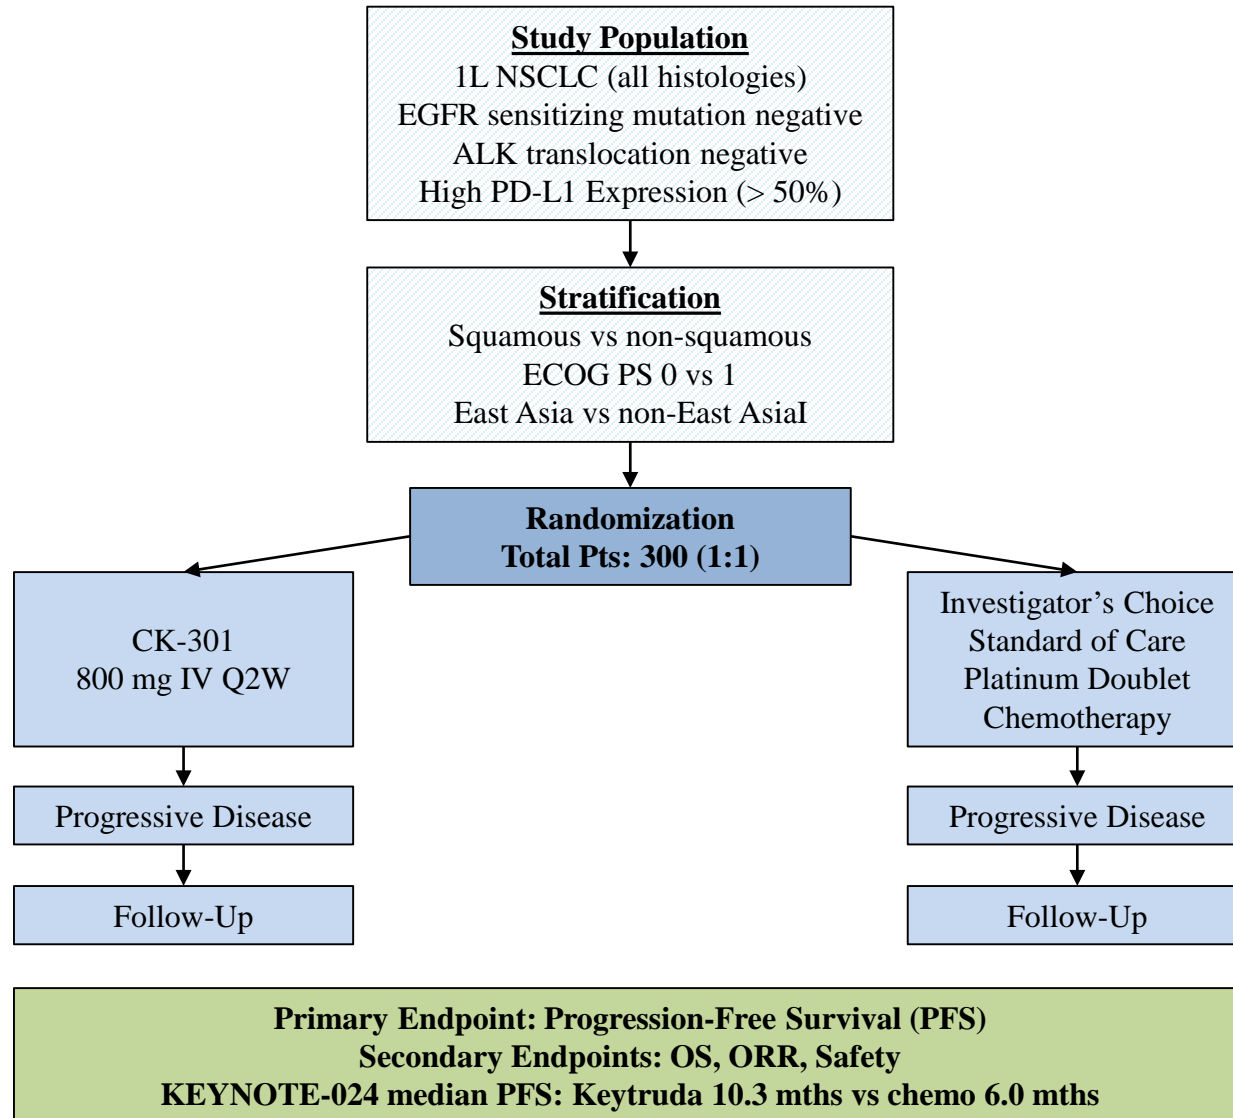 Study Population
1L NSCLC (all histologies)
EGFR sensitizing mutation negative
ALK translocation negative
High PD-L1 Expression (> 50%)
Stratification
Squamous vs non-squamous
ECOG PS 0 vs 1
East Asia vs non-East AsiaI
Randomization
Total Pts: 300 (1:1)
CK-301
800 mg IV Q2W
Investigator’s Choice
Standard of Care
Platinum Doublet
Chemotherapy
Progressive Disease
Progressive Disease
Follow-Up
Follow-Up
Primary Endpoint: Progression-Free Survival (PFS)
Secondary Endpoints: OS, ORR, Safety
KEYNOTE-024 median PFS: Keytruda 10.3 mths vs chemo 6.0 mths